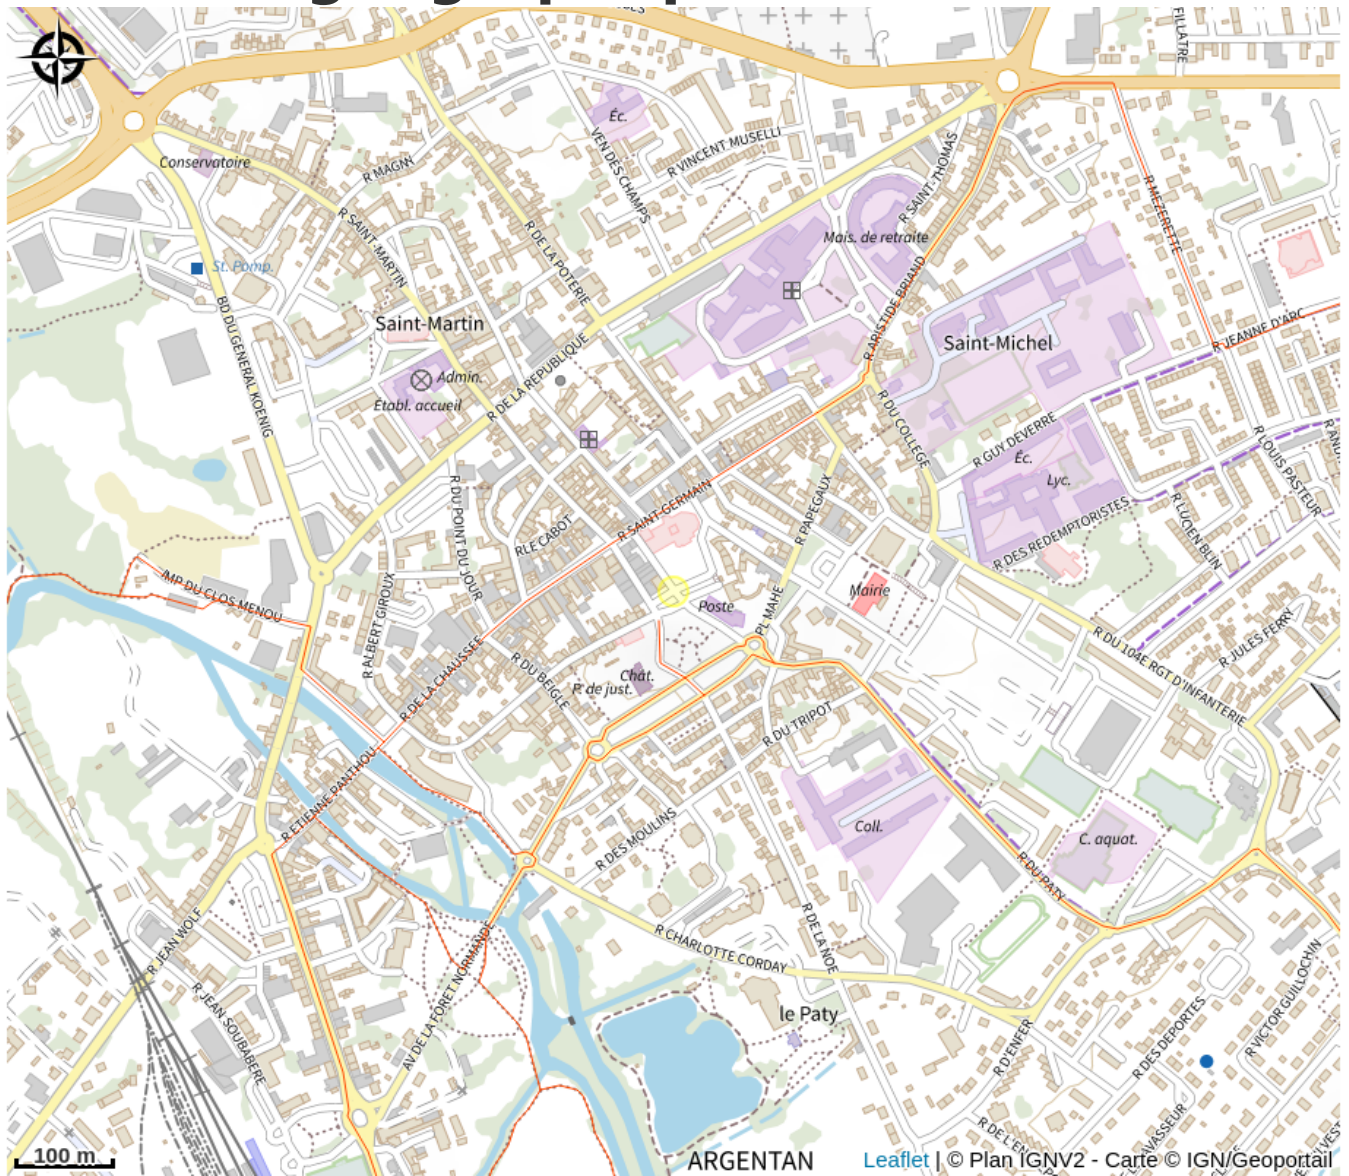 FILLATRE
Éc.
Conservatoire
R MAGNY
VEN DES CHAMPS
R VINCENT MUSELLI
R SAINT-THOMAS
R MEZERETTE
R SAINT-MARTIN
R DE LA POTERIE
Mais. de retraite
St. Pomp.
BD DU GENERAL KOENIG
Saint-Martin
R ARISTIDE BRIAND
Saint-Michel
R JEANNE D'ARC
R DE LA REPUBLIQUE
Admin.
Établ. accueil
R DU COLLEGE
R GUY DEVERRE
Éc.
Lyc.
R LOUIS PASTEUR
R DU POINT DU JOUR
R SAINT GERMAIN
R PAPEGAUX
RLE CABOT
R DES REDEMPTORISTES
R LUCIEN BLIN
IMP DU CLOS MENOU
R ALBERT GIROUX
Mairie
Poste
PL MAHE
R DU 104E RGT D'INFANTERIE
R JULES FERRY
R DE LA CHAUSSEE
R DU BEIGLE
Chât.
P. de just.
R DU TRIPOT
R ETIENNE PANTHOU
R DES MOULINS
Coll.
C. aquat.
R DU PATY
R JEAN WOLF
AV DE LA FORET NORMANDE
R CHARLOTTE CORDAY
R DE LA NOE
R VICTOR GUILLOCHIN
R JEAN SOUBABERE
le Paty
R D'ENFER
R DES DEPORTES
100 m
ARGENTAN
Leaflet | © Plan IGNV2 - Carte © IGN/Geoportail